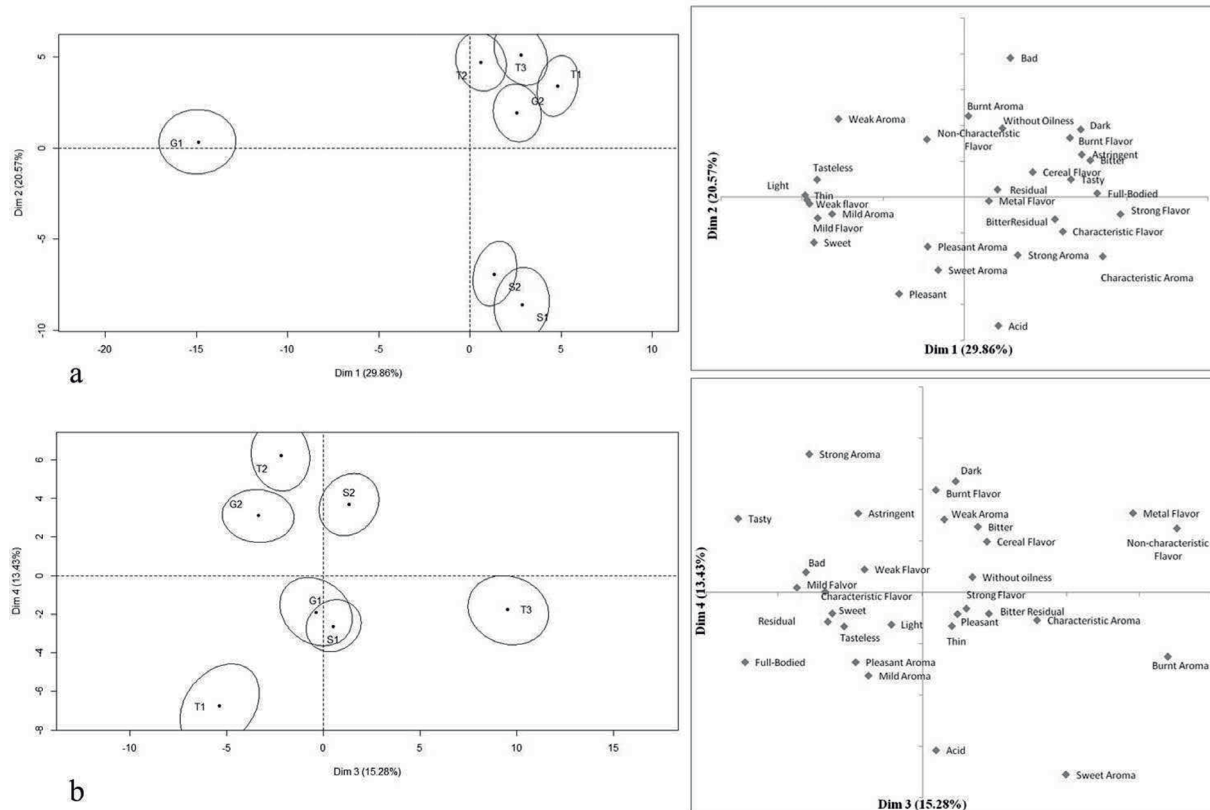 5
0
-5
-10
Dim 2 (20.57%)
T2
T3
T1
G2
G1
S2
S1
-20
-15
-10
-5
0
5
10
Dim 1 (29.86%)
a
Bad
Burnt Aroma
Weak Aroma
Without Oilness
Dark
Non-Characteristic
Flavor
Burnt Flavor
Astringent
Bitter
Tasteless
Cereal Flavor
Tasty
Light
Thin
Residual
Full-Bodied
Weak flavor
Metal Flavor
Mild Aroma
Strong Flavor
Mild Flavor
BitterResidual
Characteristic Flavor
Sweet
Pleasant Aroma
Strong Aroma
Sweet Aroma
Characteristic Aroma
Pleasant
Acid
Dim 2 (20.57%)
Dim 1 (29.86%)
6
4
2
0
-2
-4
-6
-8
Dim 4 (13.43%)
T2
G2
S2
G1
S1
T3
T1
-10
-5
0
5
10
15
Dim 3 (15.28%)
b
Strong Aroma
Dark
Burnt Flavor
Tasty
Astringent
Weak Aroma
Metal Flavor
Bitter
Cereal Flavor
Non-characteristic
Flavor
Bad
Weak Flavor
Without oilness
Mild Falvor
Characteristic Flavor
Strong Flavor
Sweet
Bitter Residual
Residual
Pleasant
Characteristic Aroma
Tasteless
Light
Thin
Full-Bodied
Pleasant Aroma
Burnt Aroma
Mild Aroma
Acid
Sweet Aroma
Dim 4 (13.43%)
Dim 3 (15.28%)